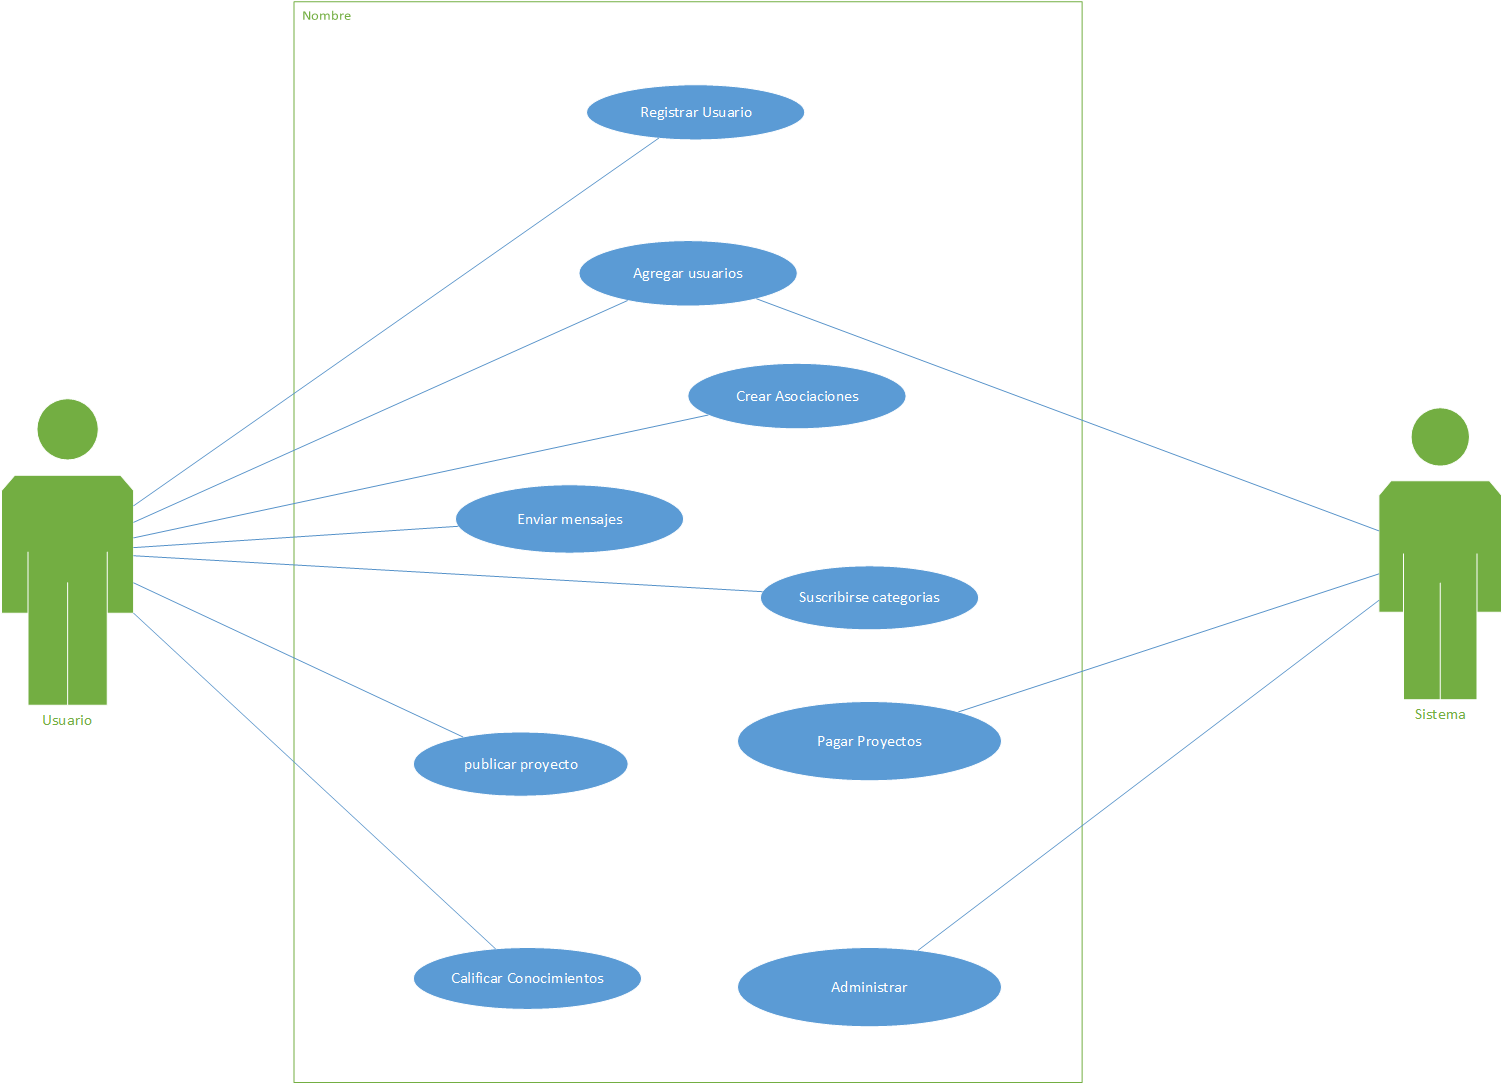 Nombre
Registrar Usuario
Agregar usuarios
Crear Asociaciones
Enviar mensajes
Suscribirse categorias
Usuario
Sistema
Pagar Proyectos
publicar proyecto
Calificar Conocimientos
Administrar